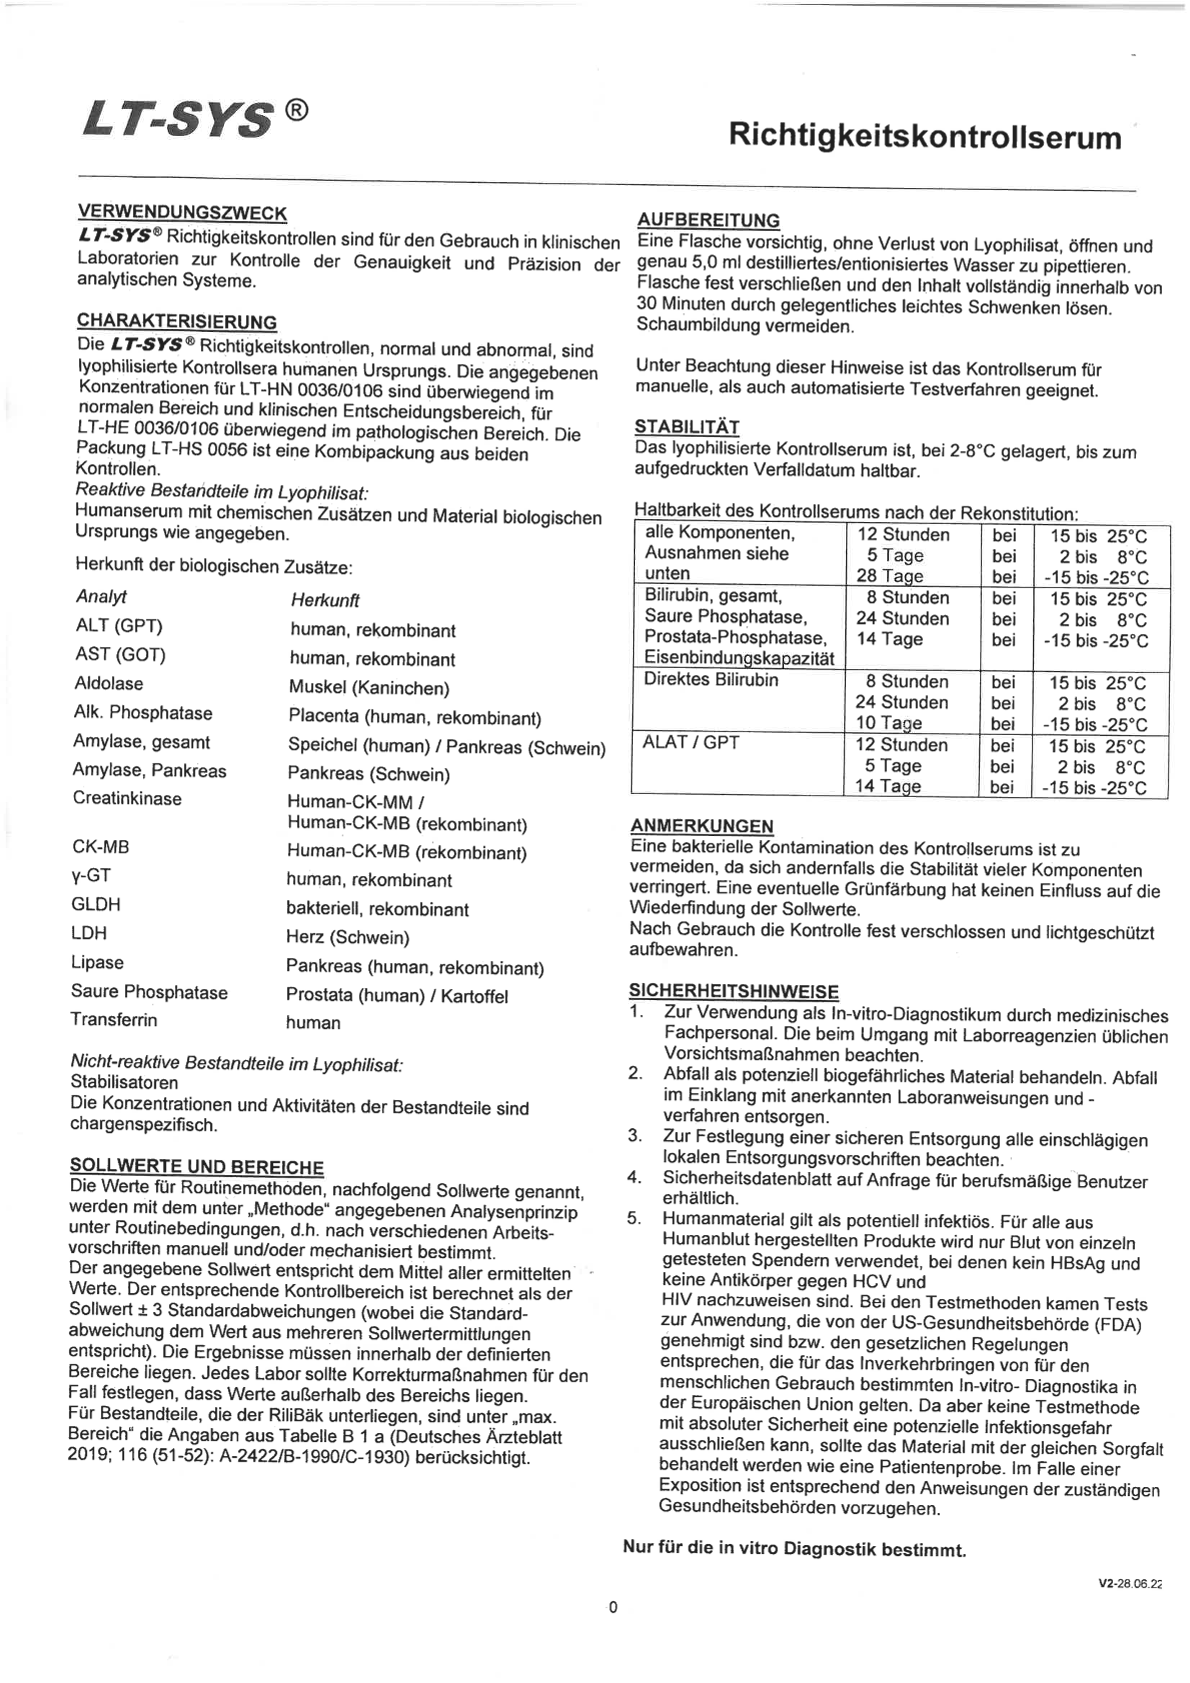 LT-SYS ®
Richtigkeitskontrollserum
VERWENDUNGSZWECK
LT-SYS® Richtigkeitskontrollen sind für den Gebrauch in klinischen
Laboratorien zur Kontrolle der Genauigkeit und Präzision der
analytischen Systeme.
CHARAKTERISIERUNG
Die LT-SYS® Richtigkeitskontrollen, normal und abnormal, sind
lyophilisierte Kontrollsera humanen Ursprungs. Die angegebenen
Konzentrationen für LT-HN 0036/0106 sind überwiegend im
normalen Bereich und klinischen Entscheidungsbereich, für
LT-HE 0036/0106 überwiegend im pathologischen Bereich. Die
Packung LT-HS 0056 ist eine Kombipackung aus beiden
Kontrollen.
Reaktive Bestandteile im Lyophilisat:
Humanserum mit chemischen Zusätzen und Material biologischen
Ursprungs wie angegeben.
Herkunft der biologischen Zusätze:
Analyt Herkunft
ALT (GPT) human, rekombinant
AST (GOT) human, rekombinant
Aldolase Muskel (Kaninchen)
Alk. Phosphatase Placenta (human, rekombinant)
Amylase, gesamt Speichel (human) / Pankreas (Schwein)
Amylase, Pankreas Pankreas (Schwein)
Creatinkinase Human-CK-MM /
Human-CK-MB (rekombinant)
CK-MB Human-CK-MB (rekombinant)
γ-GT human, rekombinant
GLDH bakteriell, rekombinant
LDH Herz (Schwein)
Lipase Pankreas (human, rekombinant)
Saure Phosphatase Prostata (human) / Kartoffel
Transferrin human
Nicht-reaktive Bestandteile im Lyophilisat:
Stabilisatoren
Die Konzentrationen und Aktivitäten der Bestandteile sind
chargenspezifisch.
SOLLWERTE UND BEREICHE
Die Werte für Routinemethoden, nachfolgend Sollwerte genannt,
werden mit dem unter „Methode“ angegebenen Analysenprinzip
unter Routinebedingungen, d.h. nach verschiedenen Arbeits-
vorschriften manuell und/oder mechanisiert bestimmt.
Der angegebene Sollwert entspricht dem Mittel aller ermittelten
Werte. Der entsprechende Kontrollbereich ist berechnet als der
Sollwert ± 3 Standardabweichungen (wobei die Standard-
abweichung dem Wert aus mehreren Sollwertermittlungen
entspricht). Die Ergebnisse müssen innerhalb der definierten
Bereiche liegen. Jedes Labor sollte Korrekturmaßnahmen für den
Fall festlegen, dass Werte außerhalb des Bereichs liegen.
Für Bestandteile, die der RiliBäk unterliegen, sind unter „max.
Bereich“ die Angaben aus Tabelle B 1 a (Deutsches Ärzteblatt
2019; 116 (51-52): A-2422/B-1990/C-1930) berücksichtigt.
AUFBEREITUNG
Eine Flasche vorsichtig, ohne Verlust von Lyophilisat, öffnen und
genau 5,0 ml destilliertes/entionisiertes Wasser zu pipettieren.
Flasche fest verschließen und den Inhalt vollständig innerhalb von
30 Minuten durch gelegentliches leichtes Schwenken lösen.
Schaumbildung vermeiden.
Unter Beachtung dieser Hinweise ist das Kontrollserum für
manuelle, als auch automatisierte Testverfahren geeignet.
STABILITÄT
Das lyophilisierte Kontrollserum ist, bei 2-8°C gelagert, bis zum
aufgedruckten Verfalldatum haltbar.
Haltbarkeit des Kontrollserums nach der Rekonstitution:
alle Komponenten, 12 Stunden bei 15 bis 25°C
Ausnahmen siehe 5 Tage bei 2 bis 8°C
unten 28 Tage bei -15 bis -25°C
Bilirubin, gesamt, 8 Stunden bei 15 bis 25°C
Saure Phosphatase, 24 Stunden bei 2 bis 8°C
Prostata-Phosphatase, 14 Tage bei -15 bis -25°C
Eisenbindungskapazität
Direktes Bilirubin 8 Stunden bei 15 bis 25°C
24 Stunden bei 2 bis 8°C
10 Tage bei -15 bis -25°C
ALAT / GPT 12 Stunden bei 15 bis 25°C
5 Tage bei 2 bis 8°C
14 Tage bei -15 bis -25°C
ANMERKUNGEN
Eine bakterielle Kontamination des Kontrollserums ist zu
vermeiden, da sich andernfalls die Stabilität vieler Komponenten
verringert. Eine eventuelle Grünfärbung hat keinen Einfluss auf die
Wiederfindung der Sollwerte.
Nach Gebrauch die Kontrolle fest verschlossen und lichtgeschützt
aufbewahren.
SICHERHEITSHINWEISE
1. Zur Verwendung als In-vitro-Diagnostikum durch medizinisches
Fachpersonal. Die beim Umgang mit Laborreagenzien üblichen
Vorsichtsmaßnahmen beachten.
2. Abfall als potenziell biogefährliches Material behandeln. Abfall
im Einklang mit anerkannten Laboranweisungen und -
verfahren entsorgen.
3. Zur Festlegung einer sicheren Entsorgung alle einschlägigen
lokalen Entsorgungsvorschriften beachten.
4. Sicherheitsdatenblatt auf Anfrage für berufsmäßige Benutzer
erhältlich.
5. Humanmaterial gilt als potentiell infektiös. Für alle aus
Humanblut hergestellten Produkte wird nur Blut von einzeln
getesteten Spendern verwendet, bei denen kein HBsAg und
keine Antikörper gegen HCV und
HIV nachzuweisen sind. Bei den Testmethoden kamen Tests
zur Anwendung, die von der US-Gesundheitsbehörde (FDA)
genehmigt sind bzw. den gesetzlichen Regelungen
entsprechen, die für das Inverkehrbringen von für den
menschlichen Gebrauch bestimmten In-vitro- Diagnostika in
der Europäischen Union gelten. Da aber keine Testmethode
mit absoluter Sicherheit eine potenzielle Infektionsgefahr
ausschließen kann, sollte das Material mit der gleichen Sorgfalt
behandelt werden wie eine Patientenprobe. Im Falle einer
Exposition ist entsprechend den Anweisungen der zuständigen
Gesundheitsbehörden vorzugehen.
Nur für die in vitro Diagnostik bestimmt.
V2-28.06.22
0